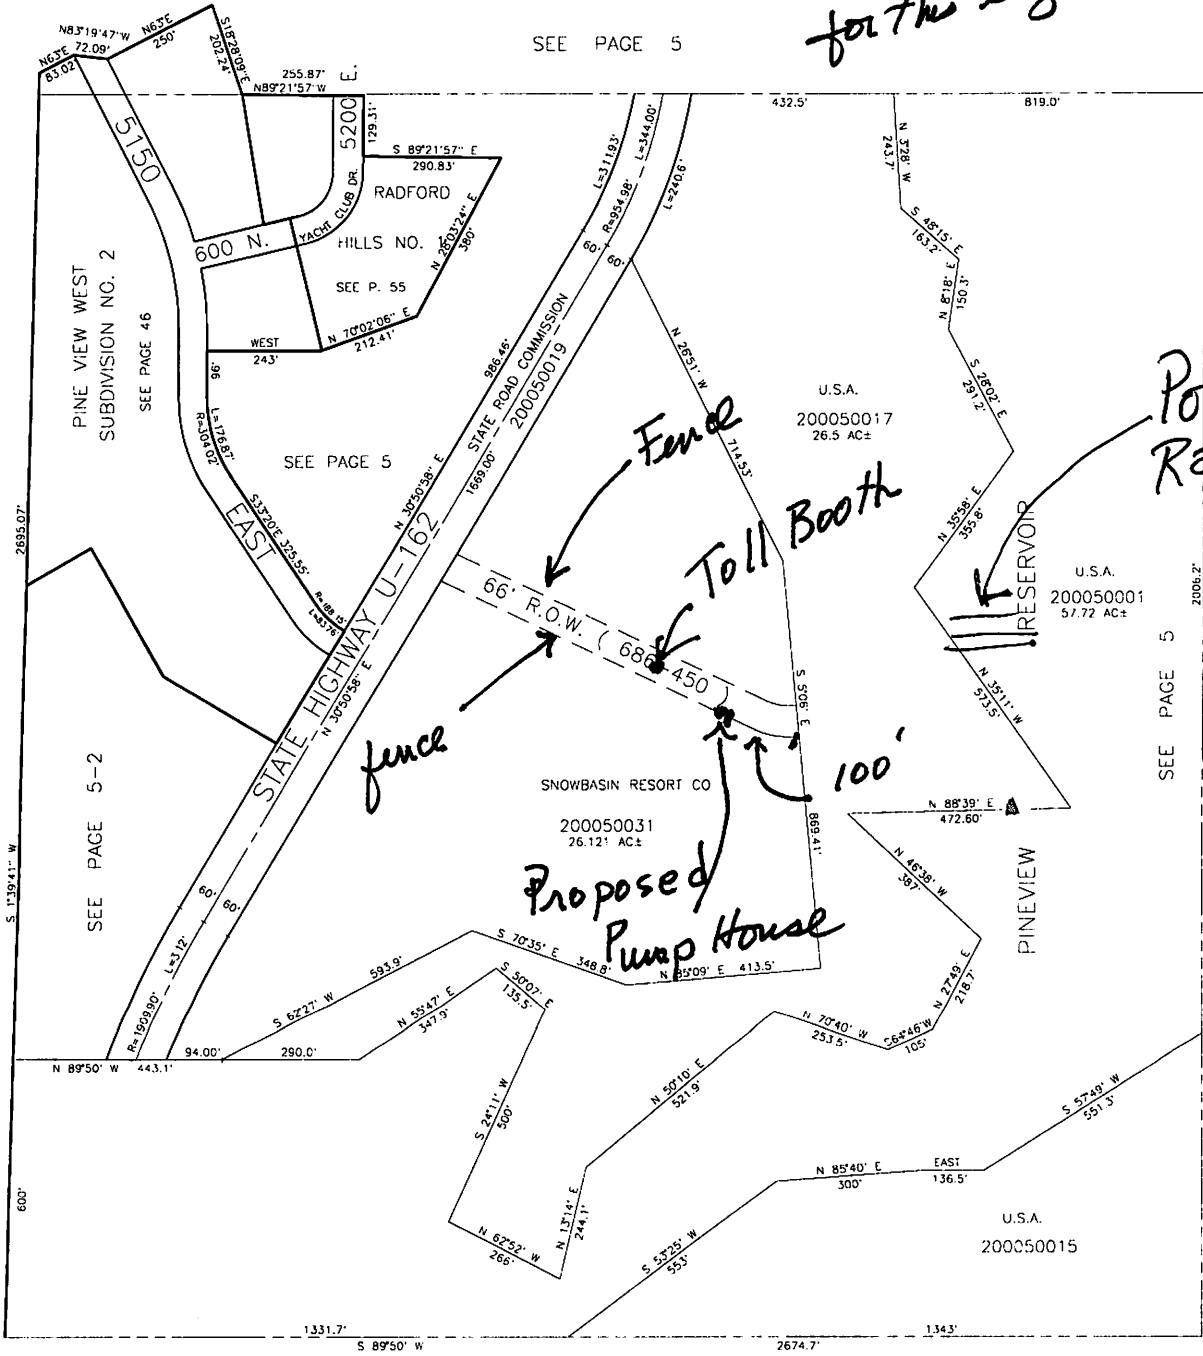 for this
SEE PAGE 5
N83°19'47"W
72.09'
N63°E
250'
N63°E
83.02'
S18°28'09"E
202.24'
255.87'
N89°21'57"W
5200 E.
129.31'
5150
S 89°21'57" E
290.83'
RADFORD
HILLS NO. 1
SEE P. 55
N 28°03'24" E
380'
YACHT CLUB DR.
600 N.
WEST
243'
N 70°02'06" E
212.41'
PINE VIEW WEST
SUBDIVISION NO. 2
SEE PAGE 46
96'
L=176.87'
R=304.02'
SEE PAGE 5
S33°20'E 325.55'
EAST
R=188.15'
L=83.76'
L=311.93'
L=344.00'
R=954.98'
L=240.6'
60'
60'
432.5'
819.0'
N 3°28' W
243.7'
S 48°15' E
163.2'
N 8°18' E
150.3'
S 28°02' E
291.2'
N 35°58' E
355.8'
N 26°51' W
714.53'
U.S.A.
200050017
26.5 AC±
986.46'
N 30°50'58" E
STATE ROAD COMMISSION
200050019
1669.00'
STATE HIGHWAY U-162
N 30°50'58" E
Fence
Toll Booth
66' R.O.W. ( 686-450 )
fence
100'
Proposed
Pump House
S 5°06' E
869.41'
SNOWBASIN RESORT CO
200050031
26.121 AC±
RESERVOIR
PINEVIEW
U.S.A.
200050001
57.72 AC±
2006.2'
SEE PAGE 5
N 35°11' W
573.5'
N 88°39' E
472.60'
N 46°38' W
387'
N 27°49' E
218.7'
S64°46'W
105'
N 70°40' W
253.5'
N 50°10' E
521.9'
N 13°14' E
244.1'
N 62°52' W
266'
S 24°11' W
500'
S 50°07' E
135.5'
N 55°47' E
347.9'
S 62°27' W
593.9'
S 70°35' E
348.8'
N 85°09' E 413.5'
2695.07'
S 1°39'41" W
SEE PAGE 5-2
60'
60'
L=312'
R=1909.90'
N 89°50' W 443.1'
94.00'
290.0'
600'
S 57°49' W
551.3'
N 85°40' E
300'
EAST
136.5'
S 53°25' W
553'
U.S.A.
200050015
1331.7'
S 89°50' W
2674.7'
1343'